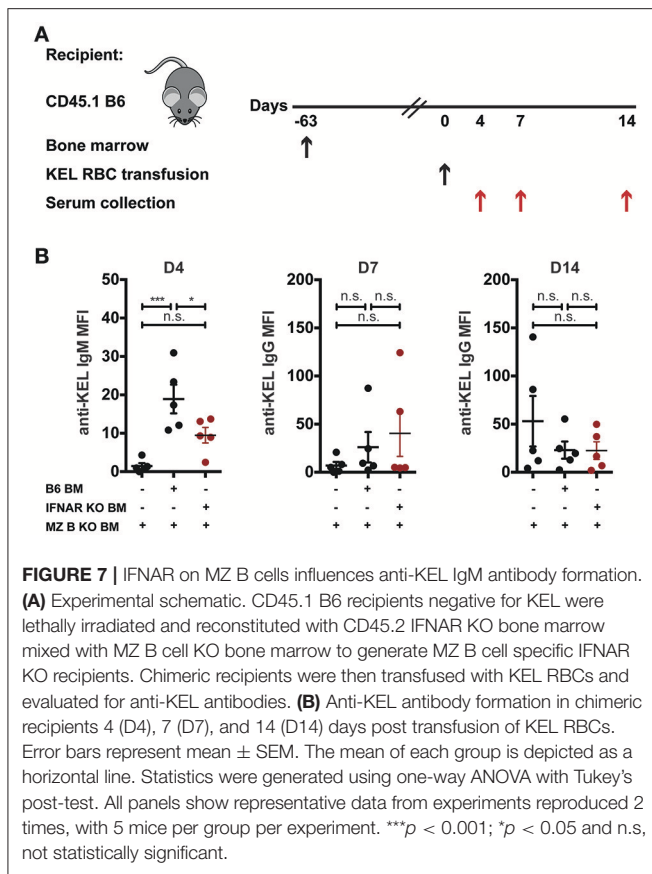 A
Recipient:
CD45.1 B6
Days
-63 0 4 7 14
Bone marrow
KEL RBC transfusion
Serum collection
B
D4
anti-KEL IgM MFI
50
40
30
20
10
0
*** *
n.s.
D7
anti-KEL IgG MFI
200
150
100
50
0
n.s. n.s.
n.s.
D14
anti-KEL IgG MFI
200
150
100
50
0
n.s. n.s.
n.s.
B6 BM - + - - + - - + -
IFNAR KO BM - - + - - + - - +
MZ B KO BM + + + + + + + + +
FIGURE 7 | IFNAR on MZ B cells influences anti-KEL IgM antibody formation.
(A) Experimental schematic. CD45.1 B6 recipients negative for KEL were
lethally irradiated and reconstituted with CD45.2 IFNAR KO bone marrow
mixed with MZ B cell KO bone marrow to generate MZ B cell specific IFNAR
KO recipients. Chimeric recipients were then transfused with KEL RBCs and
evaluated for anti-KEL antibodies. (B) Anti-KEL antibody formation in chimeric
recipients 4 (D4), 7 (D7), and 14 (D14) days post transfusion of KEL RBCs.
Error bars represent mean ± SEM. The mean of each group is depicted as a
horizontal line. Statistics were generated using one-way ANOVA with Tukey's
post-test. All panels show representative data from experiments reproduced 2
times, with 5 mice per group per experiment. ***p < 0.001; *p < 0.05 and n.s,
not statistically significant.